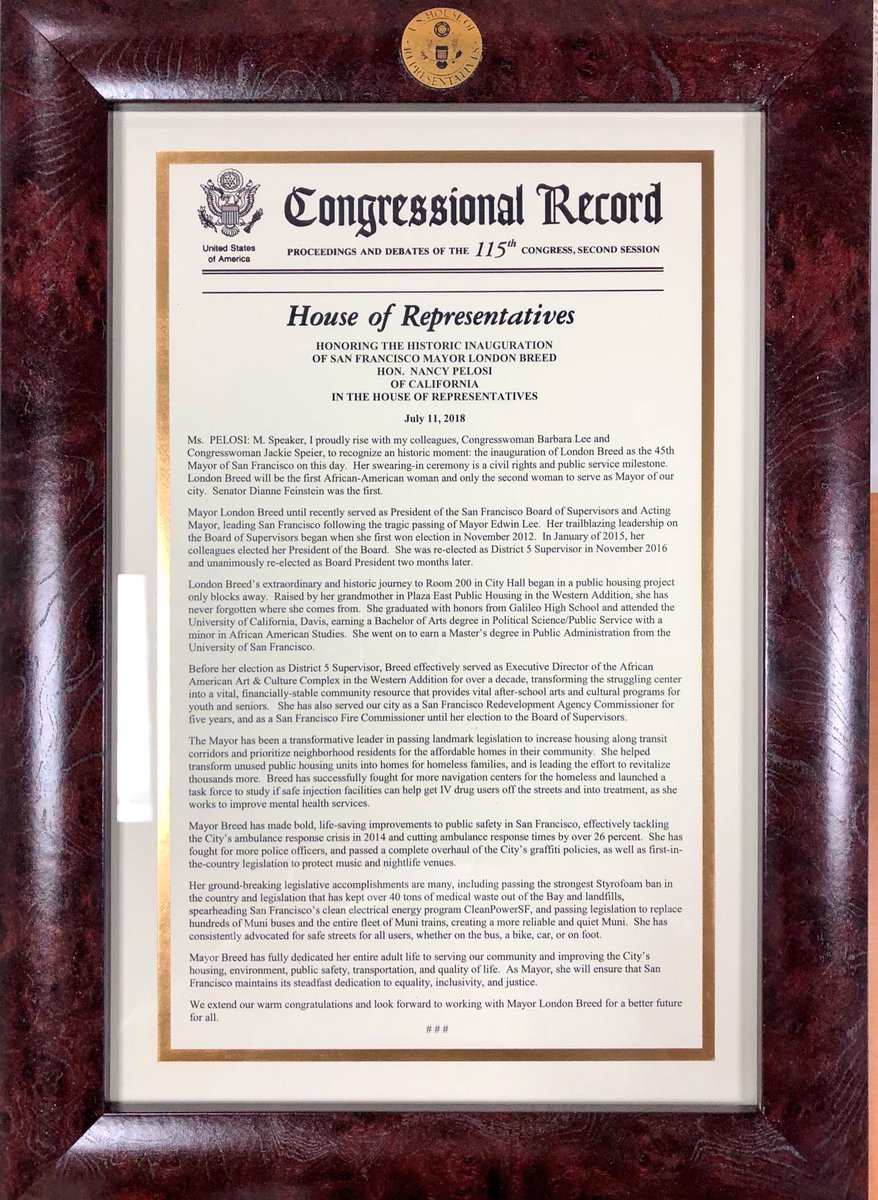 U.S. HOUSE OF
REPRESENTATIVES
Congressional Record
United States
of America
PROCEEDINGS AND DEBATES OF THE 115th CONGRESS, SECOND SESSION
House of Representatives
HONORING THE HISTORIC INAUGURATION
OF SAN FRANCISCO MAYOR LONDON BREED
HON. NANCY PELOSI
OF CALIFORNIA
IN THE HOUSE OF REPRESENTATIVES
July 11, 2018
Ms. PELOSI: M. Speaker, I proudly rise with my colleagues, Congresswoman Barbara Lee and
Congresswoman Jackie Speier, to recognize an historic moment: the inauguration of London Breed as the 45th
Mayor of San Francisco on this day. Her swearing-in ceremony is a civil rights and public service milestone.
London Breed will be the first African-American woman and only the second woman to serve as Mayor of our
city. Senator Dianne Feinstein was the first.
Mayor London Breed until recently served as President of the San Francisco Board of Supervisors and Acting
Mayor, leading San Francisco following the tragic passing of Mayor Edwin Lee. Her trailblazing leadership on
the Board of Supervisors began when she first won election in November 2012. In January of 2015, her
colleagues elected her President of the Board. She was re-elected as District 5 Supervisor in November 2016
and unanimously re-elected as Board President two months later.
London Breed's extraordinary and historic journey to Room 200 in City Hall began in a public housing project
only blocks away. Raised by her grandmother in Plaza East Public Housing in the Western Addition, she has
never forgotten where she comes from. She graduated with honors from Galileo High School and attended the
University of California, Davis, earning a Bachelor of Arts degree in Political Science/Public Service with a
minor in African American Studies. She went on to earn a Master's degree in Public Administration from the
University of San Francisco.
Before her election as District 5 Supervisor, Breed effectively served as Executive Director of the African
American Art & Culture Complex in the Western Addition for over a decade, transforming the struggling center
into a vital, financially-stable community resource that provides vital after-school arts and cultural programs for
youth and seniors. She has also served our city as a San Francisco Redevelopment Agency Commissioner for
five years, and as a San Francisco Fire Commissioner until her election to the Board of Supervisors.
The Mayor has been a transformative leader in passing landmark legislation to increase housing along transit
corridors and prioritize neighborhood residents for the affordable homes in their community. She helped
transform unused public housing units into homes for homeless families, and is leading the effort to revitalize
thousands more. Breed has successfully fought for more navigation centers for the homeless and launched a
task force to study if safe injection facilities can help get IV drug users off the streets and into treatment, as she
works to improve mental health services.
Mayor Breed has made bold, life-saving improvements to public safety in San Francisco, effectively tackling
the City's ambulance response crisis in 2014 and cutting ambulance response times by over 26 percent. She has
fought for more police officers, and passed a complete overhaul of the City's graffiti policies, as well as first-in-
the-country legislation to protect music and nightlife venues.
Her ground-breaking legislative accomplishments are many, including passing the strongest Styrofoam ban in
the country and legislation that has kept over 40 tons of medical waste out of the Bay and landfills,
spearheading San Francisco's clean electrical energy program CleanPowerSF, and passing legislation to replace
hundreds of Muni buses and the entire fleet of Muni trains, creating a more reliable and quiet Muni. She has
consistently advocated for safe streets for all users, whether on the bus, a bike, car, or on foot.
Mayor Breed has fully dedicated her entire adult life to serving our community and improving the City's
housing, environment, public safety, transportation, and quality of life. As Mayor, she will ensure that San
Francisco maintains its steadfast dedication to equality, inclusivity, and justice.
We extend our warm congratulations and look forward to working with Mayor London Breed for a better future
for all.
# # #